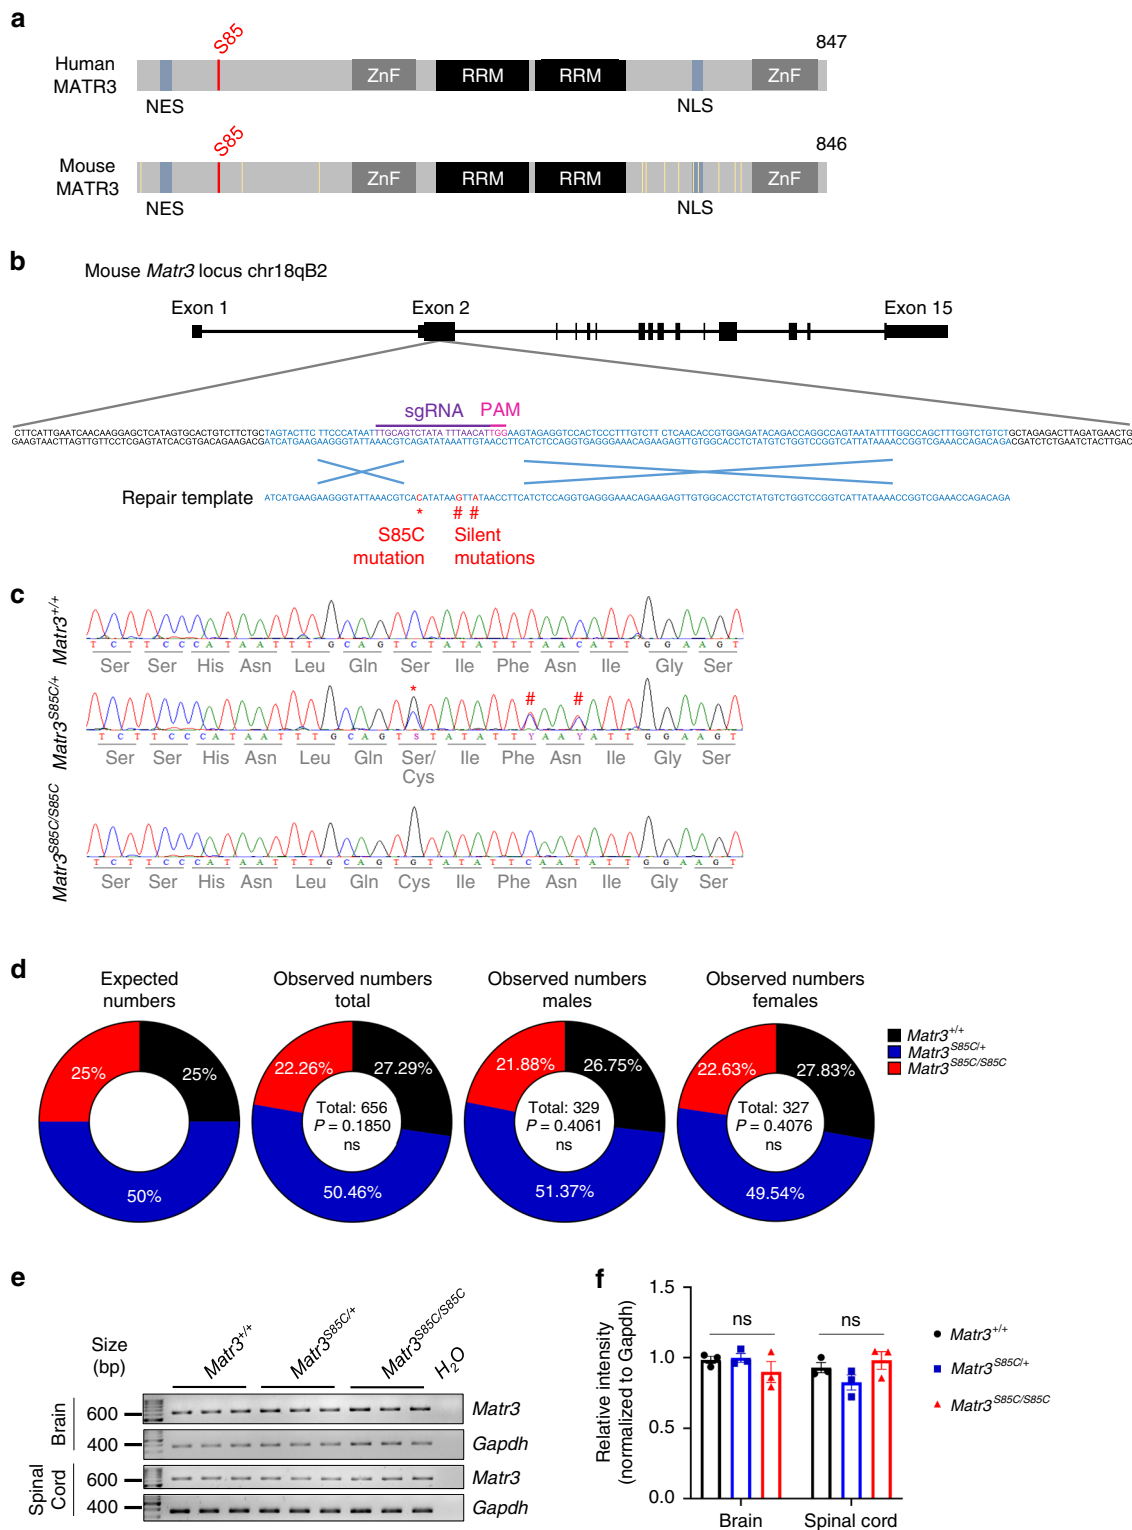 a
S85
847
Human
MATR3
ZnF RRM RRM ZnF
NES NLS
S85
846
Mouse
MATR3
ZnF RRM RRM ZnF
NES NLS
b
Mouse Matr3 locus chr18qB2
Exon 1 Exon 2 Exon 15
sgRNA PAM
CTTCATTGAATCAACAAGGAGCTCATAGTGCACTGTCTTCTGCTAGTACTTC TTCCCATAATTTGCAGTCTATA TTTAACATTGGAAGTAGAGGTCCACTCCCTTTGTCTT CTCAACACCGTGGAGATACAGACCAGGCCAGTAATATTTTGGCCAGCTTTGGTCTGTCTGCTAGAGACTTAGATGAACTG
GAAGTAACTTAGTTGTTCCTCGAGTATCACGTGACAGAAGACGATCATGAAGAAGGGTATTAAACGTCAGATATAAATTGTAACCTTCATCTCCAGGTGAGGGAAACAGAAGAGTTGTGGCACCTCTATGTCTGGTCCGGTCATTATAAAACCGGTCGAAACCAGACAGACGATCTCTGAATCTACTTGAC
Repair template ATCATGAAGAAGGGTATTAAACGTCACATATAAGTTATAACCTTCATCTCCAGGTGAGGGAAACAGAAGAGTTGTGGCACCTCTATGTCTGGTCCGGTCATTATAAAACCGGTCGAAACCAGACAGA
* # #
S85C Silent
mutation mutations
c
Matr3+/+
T C T T C C C A T A A T T T G C A G T C T A T A T T T A A C A T T G G A A G T
Ser Ser His Asn Leu Gln Ser Ile Phe Asn Ile Gly Ser
Matr3S85C/+
* # #
T C T T C C C A T A A T T T G C A G T S T A T A T T Y A A Y A T T G G A A G T
Ser Ser His Asn Leu Gln Ser/ Ile Phe Asn Ile Gly Ser
Cys
Matr3S85C/S85C
T C T T C C C A T A A T T T G C A G T G T A T A T T C A A T A T T G G A A G T
Ser Ser His Asn Leu Gln Cys Ile Phe Asn Ile Gly Ser
d
Expected
numbers
25% 25%
50%
Observed numbers
total
22.26% 27.29%
Total: 656
P = 0.1850
ns
50.46%
Observed numbers
males
21.88% 26.75%
Total: 329
P = 0.4061
ns
51.37%
Observed numbers
females
22.63% 27.83%
Total: 327
P = 0.4076
ns
49.54%
Matr3+/+
Matr3S85C/+
Matr3S85C/S85C
e
Size
(bp)
Matr3+/+ Matr3S85C/+ Matr3S85C/S85C H2O
Brain
600 Matr3
400 Gapdh
Spinal
Cord
600 Matr3
400 Gapdh
f
Relative intensity
(normalized to Gapdh)
1.5
1.0
0.5
0.0
ns ns
Brain Spinal cord
Matr3+/+
Matr3S85C/+
Matr3S85C/S85C